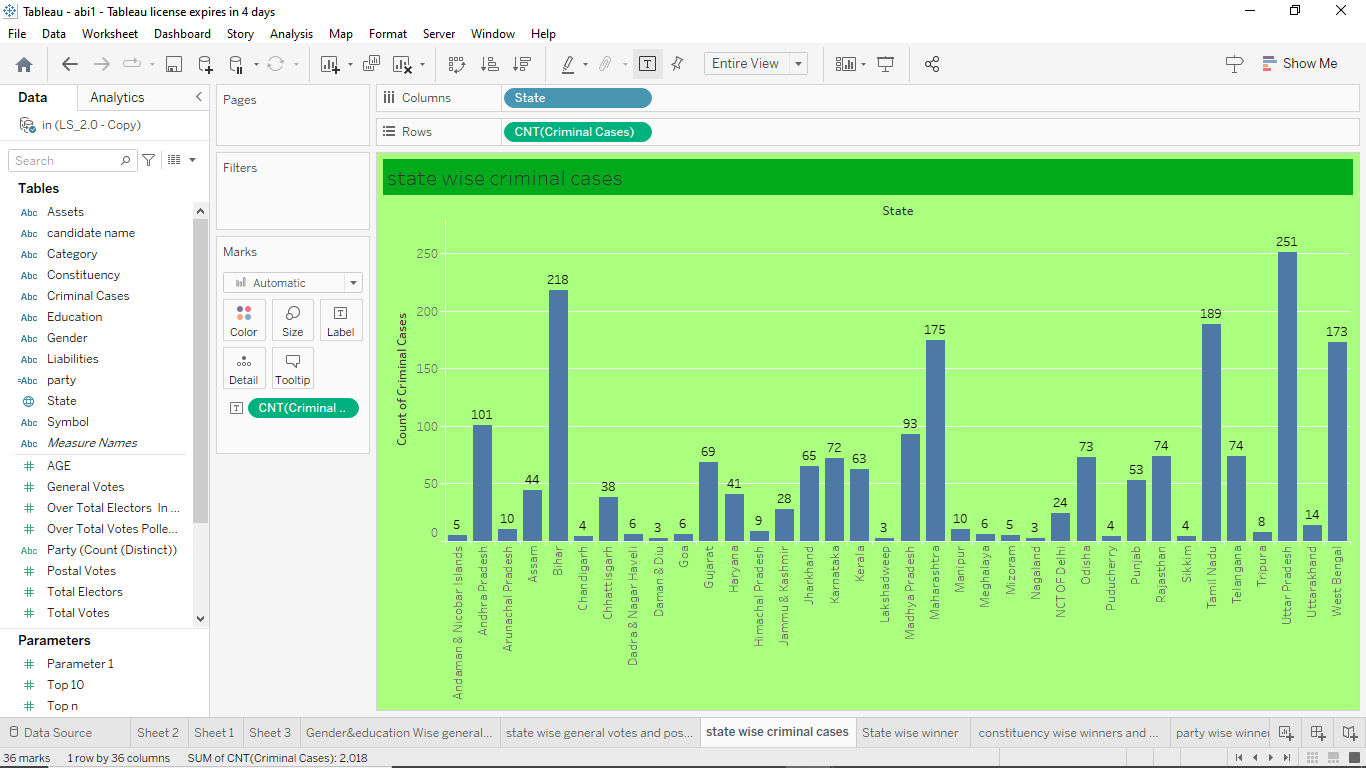 Tableau - abi1 - Tableau license expires in 4 days
File Data Worksheet Dashboard Story Analysis Map Format Server Window Help
Entire View
Show Me
Data Analytics
in (LS_2.0 - Copy)
Search
Tables
Abc Assets
Abc candidate name
Abc Category
Abc Constituency
Abc Criminal Cases
Abc Education
Abc Gender
Abc Liabilities
=Abc party
State
Abc Symbol
Abc Measure Names
# AGE
# General Votes
# Over Total Electors In ...
# Over Total Votes Polle...
Abc Party (Count (Distinct))
# Postal Votes
# Total Electors
# Total Votes
Parameters
# Parameter 1
# Top 10
# Top n
Pages
Filters
Marks
Automatic
Color Size Label
Detail Tooltip
CNT(Criminal ..
Columns State
Rows CNT(Criminal Cases)
state wise criminal cases
State
Count of Criminal Cases
250
200
150
100
50
0
5 101 10 44 218 4 38 6 3 6 69 41 9 28 65 72 63 3 93 175 10 6 5 3 24 73 4 53 74 4 189 74 8 251 14 173
Andaman & Nicobar Islands
Andhra Pradesh
Arunachal Pradesh
Assam
Bihar
Chandigarh
Chhattisgarh
Dadra & Nagar Haveli
Daman & Diu
Goa
Gujarat
Haryana
Himachal Pradesh
Jammu & Kashmir
Jharkhand
Karnataka
Kerala
Lakshadweep
Madhya Pradesh
Maharashtra
Manipur
Meghalaya
Mizoram
Nagaland
NCT OF Delhi
Odisha
Puducherry
Punjab
Rajasthan
Sikkim
Tamil Nadu
Telangana
Tripura
Uttar Pradesh
Uttarakhand
West Bengal
Data Source Sheet 2 Sheet 1 Sheet 3 Gender&education Wise general... state wise general votes and pos... state wise criminal cases State wise winner constituency wise winners and ... party wise winner
36 marks 1 row by 36 columns SUM of CNT(Criminal Cases): 2,018